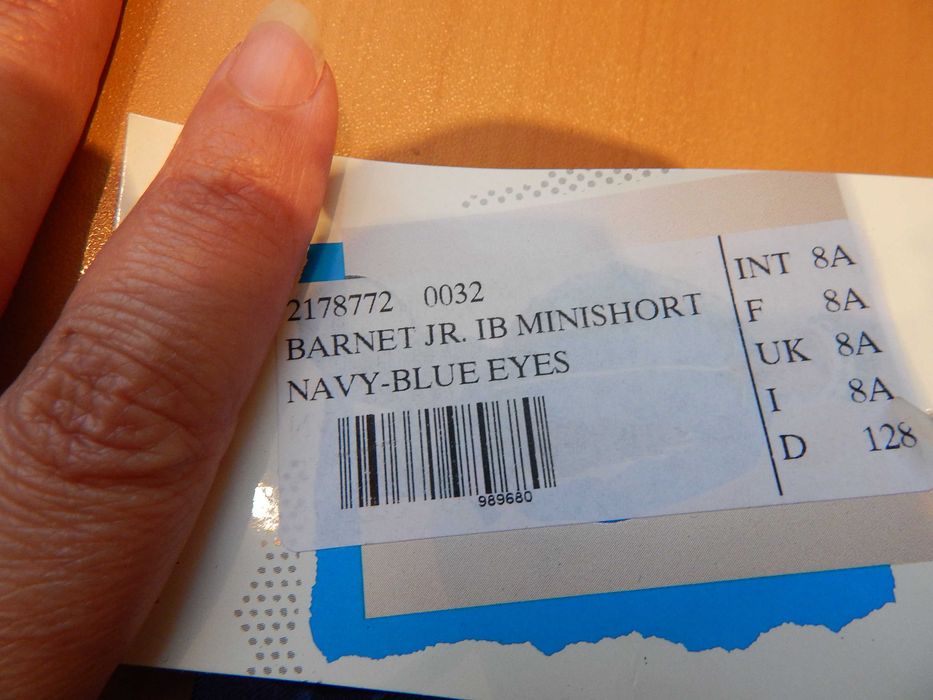 2178772 0032
BARNET JR. IB MINISHORT
NAVY-BLUE EYES
989680
INT 8A
F 8A
UK 8A
I 8A
D 128